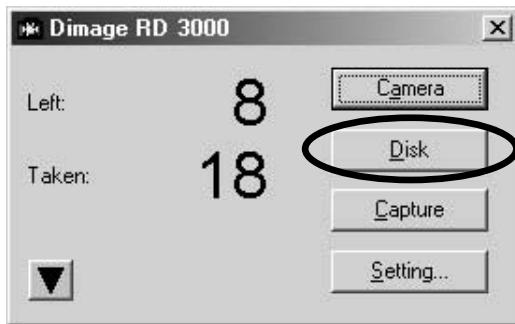 Dimage RD 3000
Left: 8
Camera
Disk
Taken: 18
Capture
Setting...